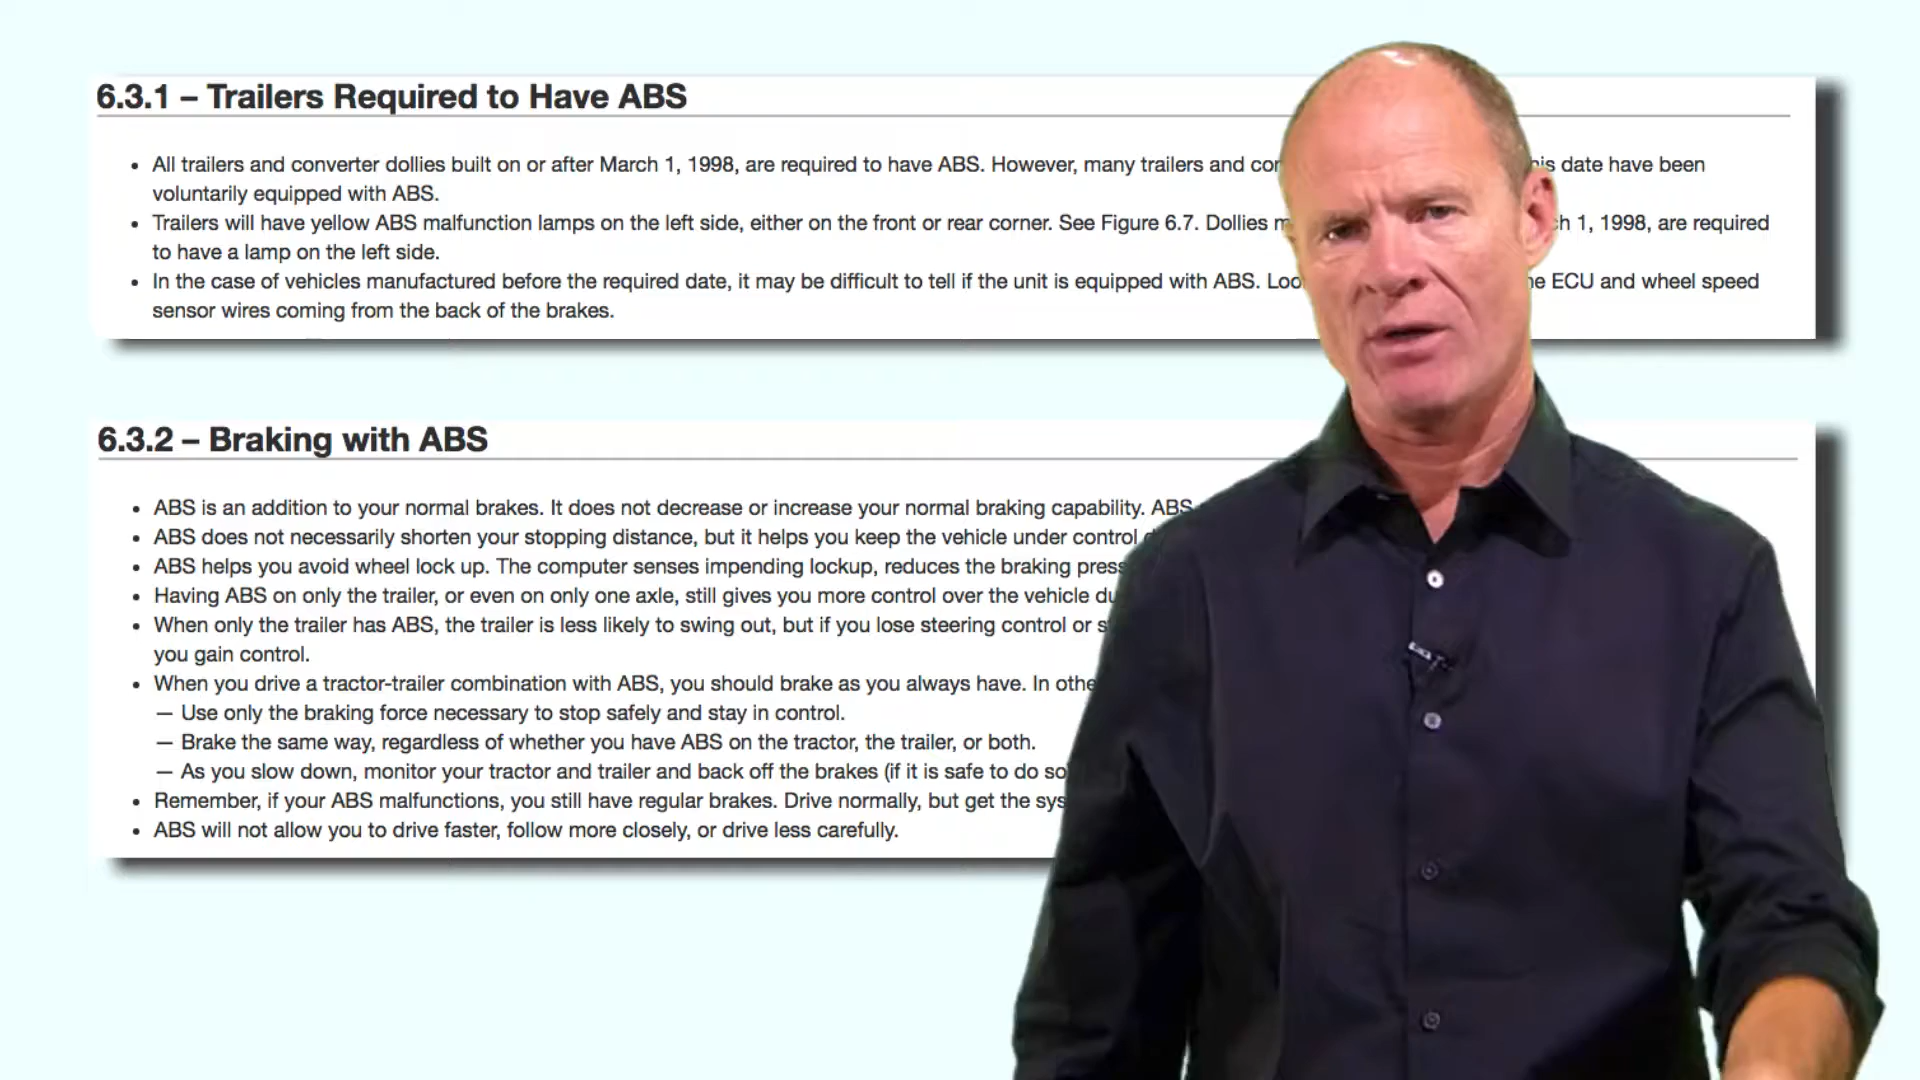 6.3.1 – Trailers Required to Have ABS
• All trailers and converter dollies built on or after March 1, 1998, are required to have ABS. However, many trailers and date have been
voluntarily equipped with ABS.
• Trailers will have yellow ABS malfunction lamps on the left side, either on the front or rear corner. See Figure 6.7. Dollies 1, 1998, are required
to have a lamp on the left side.
• In the case of vehicles manufactured before the required date, it may be difficult to tell if the unit is equipped with ABS. ECU and wheel speed
sensor wires coming from the back of the brakes.
6.3.2 – Braking with ABS
• ABS is an addition to your normal brakes. It does not decrease or increase your normal braking capability. ABS
• ABS does not necessarily shorten your stopping distance, but it helps you keep the vehicle under control
• ABS helps you avoid wheel lock up. The computer senses impending lockup, reduces the braking
• Having ABS on only the trailer, or even on only one axle, still gives you more control over the vehicle
• When only the trailer has ABS, the trailer is less likely to swing out, but if you lose steering control or
you gain control.
• When you drive a tractor-trailer combination with ABS, you should brake as you always have. In
— Use only the braking force necessary to stop safely and stay in control.
— Brake the same way, regardless of whether you have ABS on the tractor, the trailer, or both.
— As you slow down, monitor your tractor and trailer and back off the brakes (if it is safe to do so)
• Remember, if your ABS malfunctions, you still have regular brakes. Drive normally, but get the
• ABS will not allow you to drive faster, follow more closely, or drive less carefully.